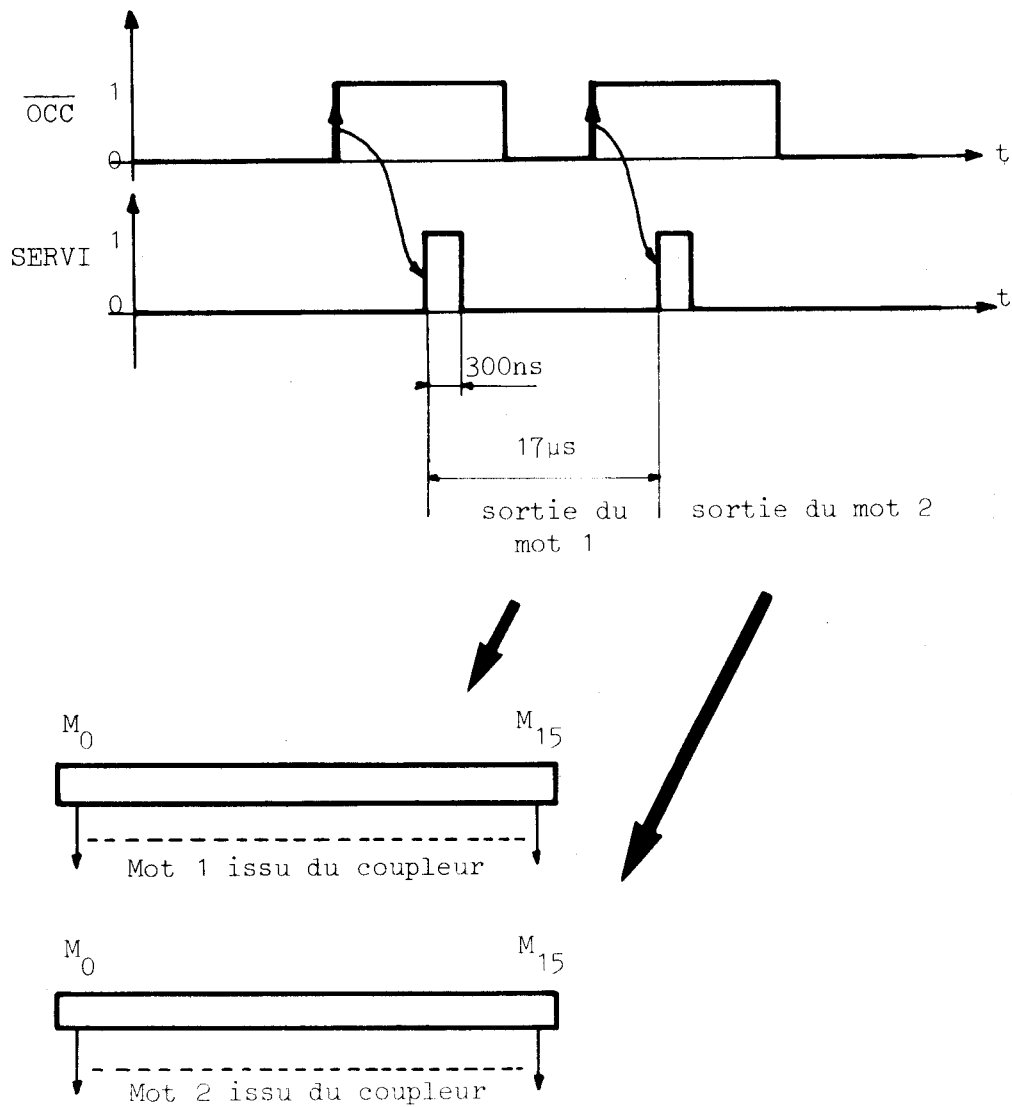 1
OCC
0
t
1
SERVI
0
t
300ns
17µs
sortie du
mot 1
sortie du mot 2
M0
M15
Mot 1 issu du coupleur
M0
M15
Mot 2 issu du coupleur